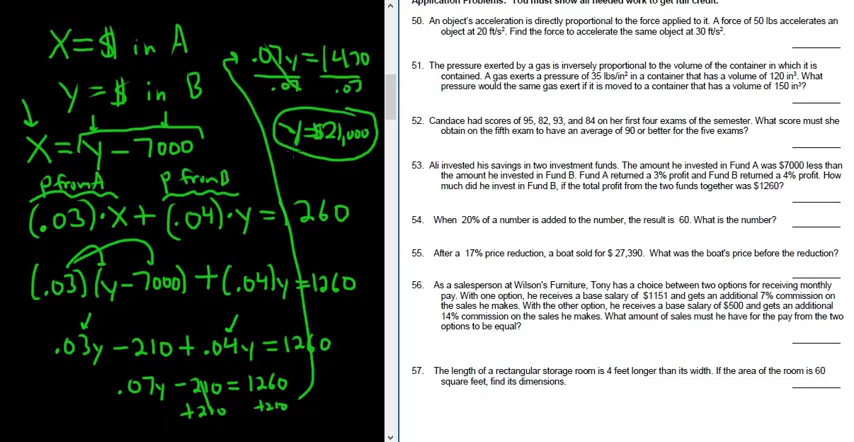 X = $ in A
Y = $ in B
X = Y - 7000
P from A P from B
(.03)·X + (.04)·Y = 1260
(.03)(Y - 7000) + (.04)Y = 1260
.03Y - 210 + .04Y = 1260
.07Y - 210 = 1260
+210 +210
.07Y = 1470
.07 .07
Y = $21,000
Application Problems: You must show all needed work to get full credit.
50. An object's acceleration is directly proportional to the force applied to it. A force of 50 lbs accelerates an
object at 20 ft/s². Find the force to accelerate the same object at 30 ft/s².
51. The pressure exerted by a gas is inversely proportional to the volume of the container in which it is
contained. A gas exerts a pressure of 35 lbs/in² in a container that has a volume of 120 in³. What
pressure would the same gas exert if it is moved to a container that has a volume of 150 in³?
52. Candace had scores of 95, 82, 93, and 84 on her first four exams of the semester. What score must she
obtain on the fifth exam to have an average of 90 or better for the five exams?
53. Ali invested his savings in two investment funds. The amount he invested in Fund A was $7000 less than
the amount he invested in Fund B. Fund A returned a 3% profit and Fund B returned a 4% profit. How
much did he invest in Fund B, if the total profit from the two funds together was $1260?
54. When 20% of a number is added to the number, the result is 60. What is the number?
55. After a 17% price reduction, a boat sold for $ 27,390. What was the boat's price before the reduction?
56. As a salesperson at Wilson's Furniture, Tony has a choice between two options for receiving monthly
pay. With one option, he receives a base salary of $1151 and gets an additional 7% commission on
the sales he makes. With the other option, he receives a base salary of $500 and gets an additional
14% commission on the sales he makes. What amount of sales must he have for the pay from the two
options to be equal?
57. The length of a rectangular storage room is 4 feet longer than its width. If the area of the room is 60
square feet, find its dimensions.